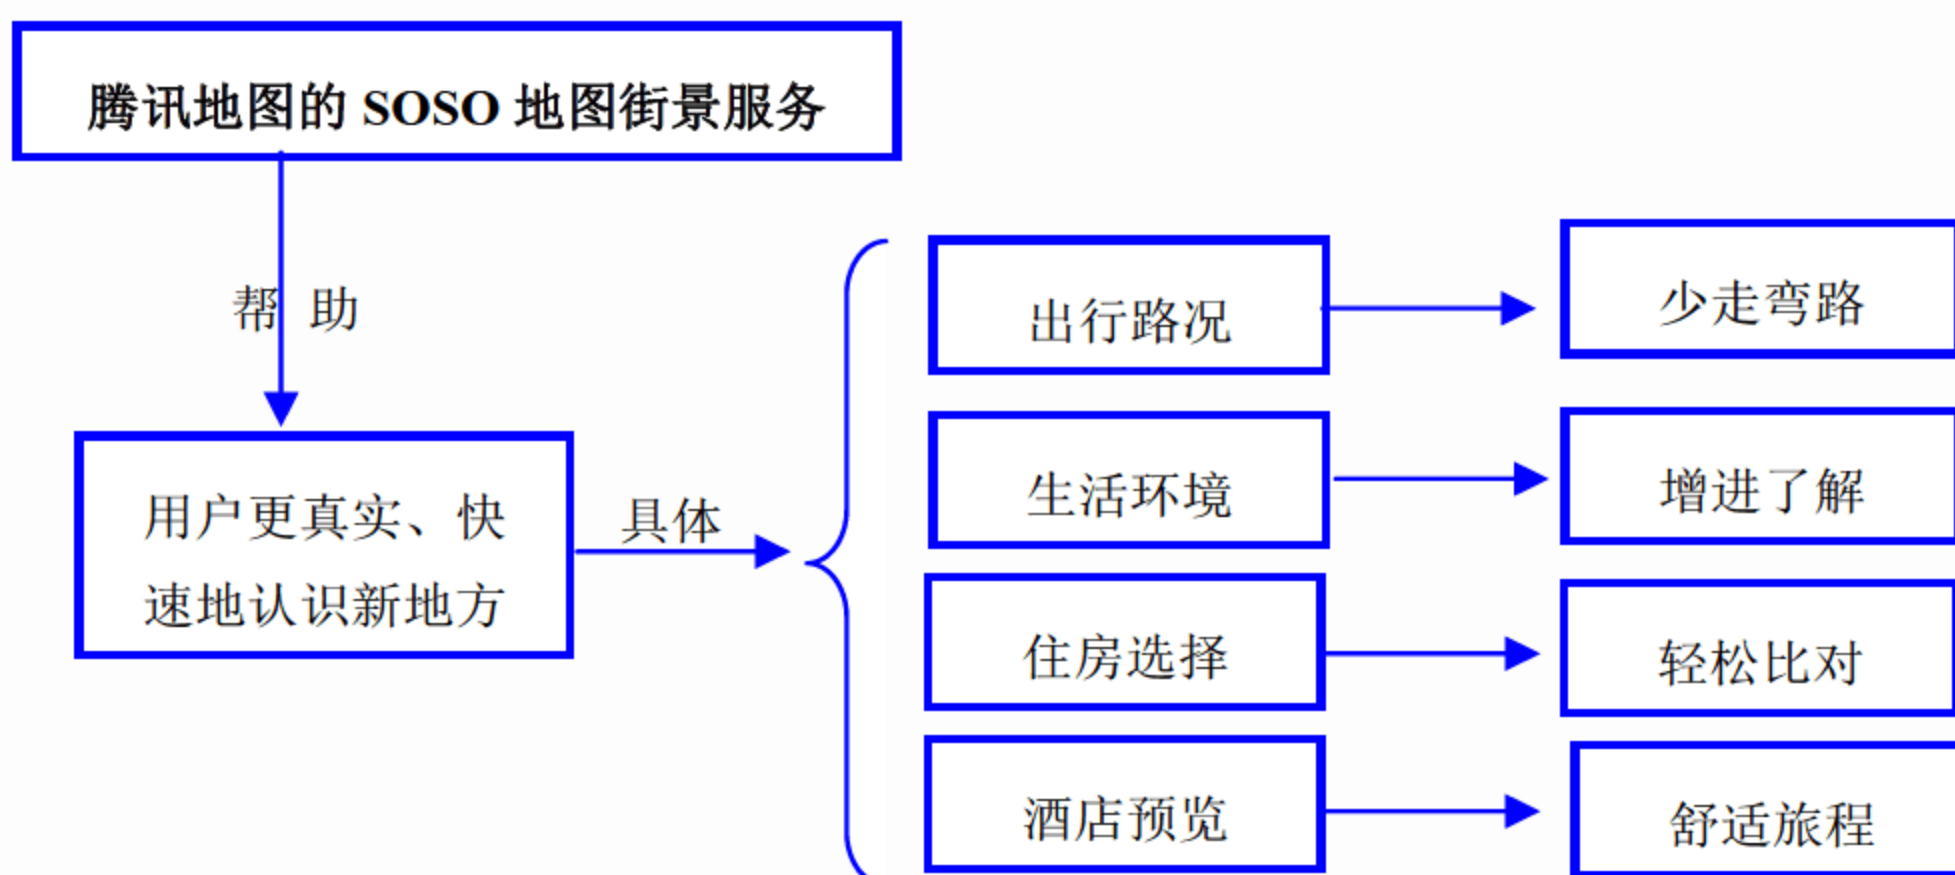 腾讯地图的 SOSO 地图街景服务
帮 助
用户更真实、快
速地认识新地方
具体
出行路况
少走弯路
生活环境
增进了解
住房选择
轻松比对
酒店预览
舒适旅程